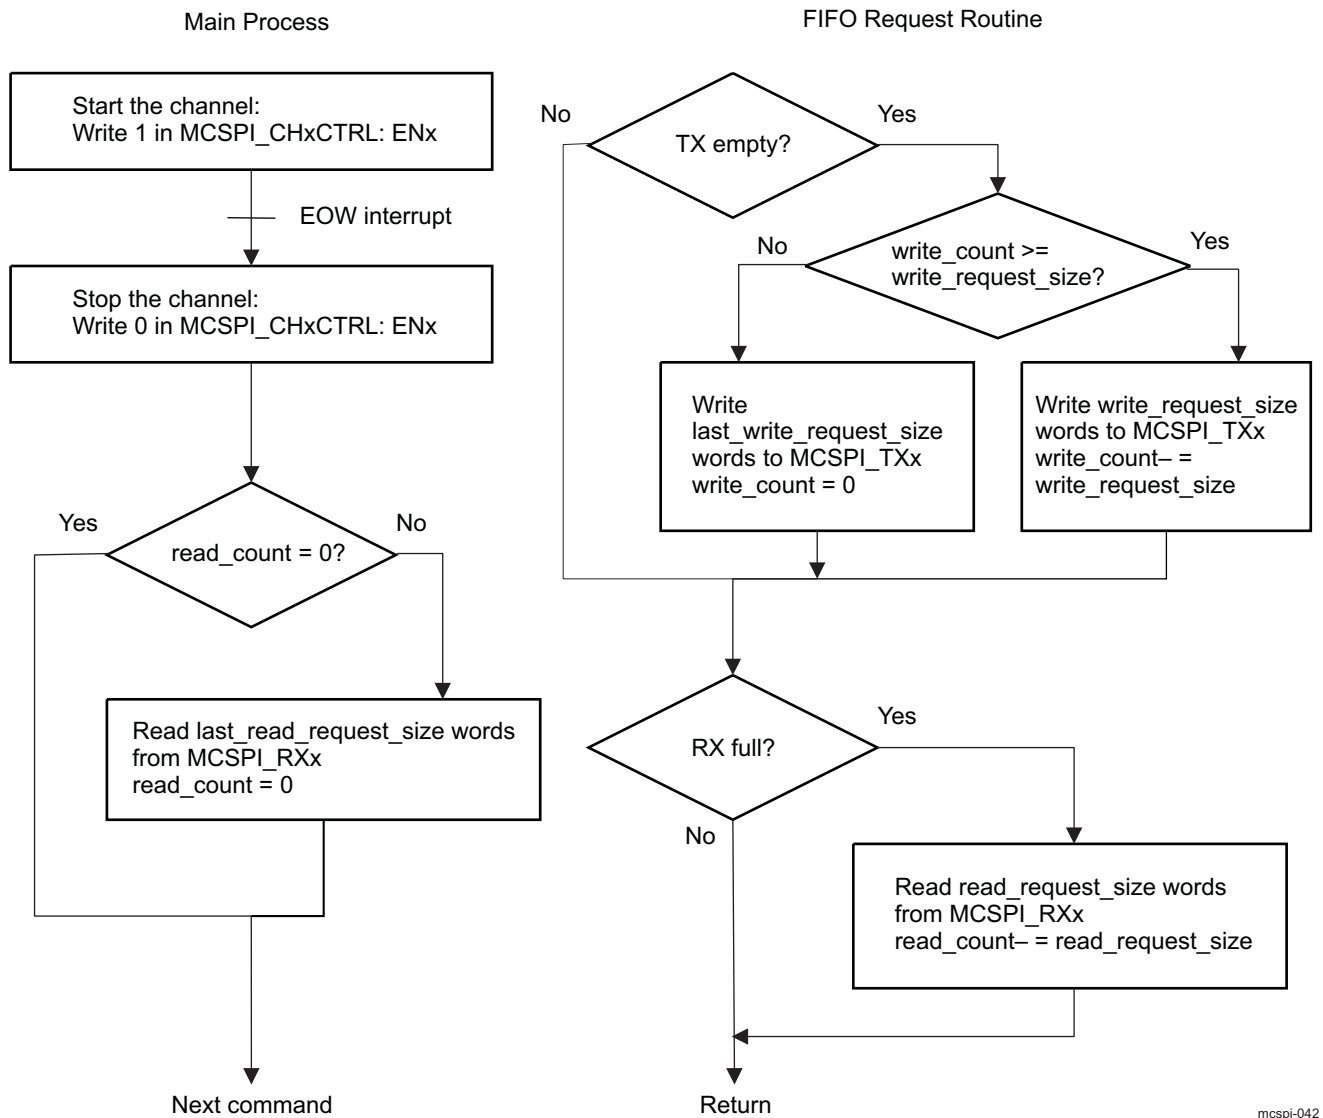 Main Process
Start the channel:
Write 1 in MCSPI_CHxCTRL: ENx
EOW interrupt
Stop the channel:
Write 0 in MCSPI_CHxCTRL: ENx
Yes
No
read_count = 0?
Read last_read_request_size words
from MCSPI_RXx
read_count = 0
Next command
FIFO Request Routine
No
Yes
TX empty?
No
Yes
write_count >=
write_request_size?
Write
last_write_request_size
words to MCSPI_TXx
write_count = 0
Write write_request_size
words to MCSPI_TXx
write_count– =
write_request_size
Yes
RX full?
No
Read read_request_size words
from MCSPI_RXx
read_count– = read_request_size
Return
mcspi-042